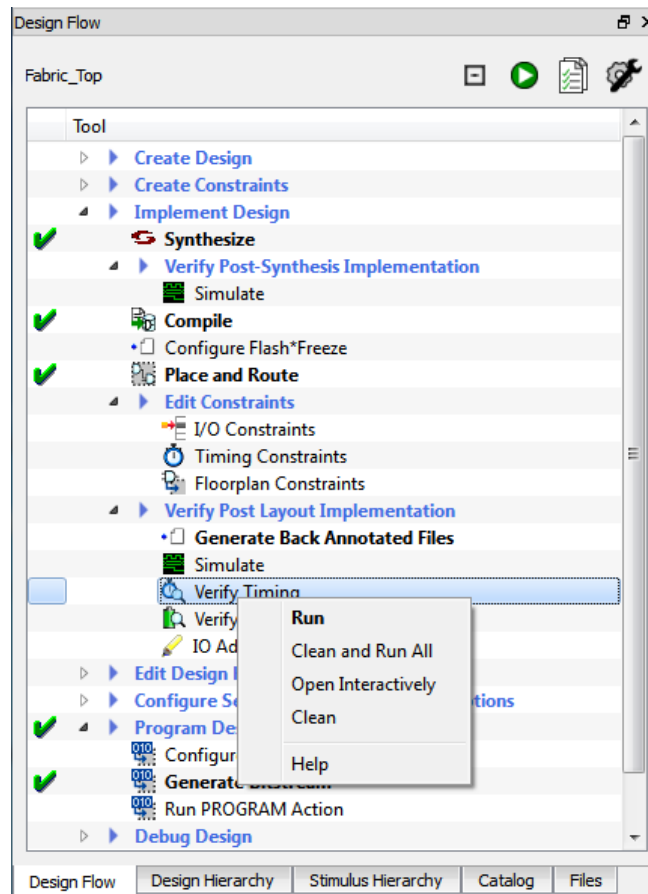 Design Flow
Fabric_Top
Tool
Create Design
Create Constraints
Implement Design
Synthesize
Verify Post-Synthesis Implementation
Simulate
Compile
Configure Flash*Freeze
Place and Route
Edit Constraints
I/O Constraints
Timing Constraints
Floorplan Constraints
Verify Post Layout Implementation
Generate Back Annotated Files
Simulate
Verify Timing
Verify
Run
IO Ad
Clean and Run All
Edit Design
Open Interactively
Configure Se
tions
Clean
Program De
Configur
Help
Generate Bitstream
Run PROGRAM Action
Debug Design
Design Flow Design Hierarchy Stimulus Hierarchy Catalog Files